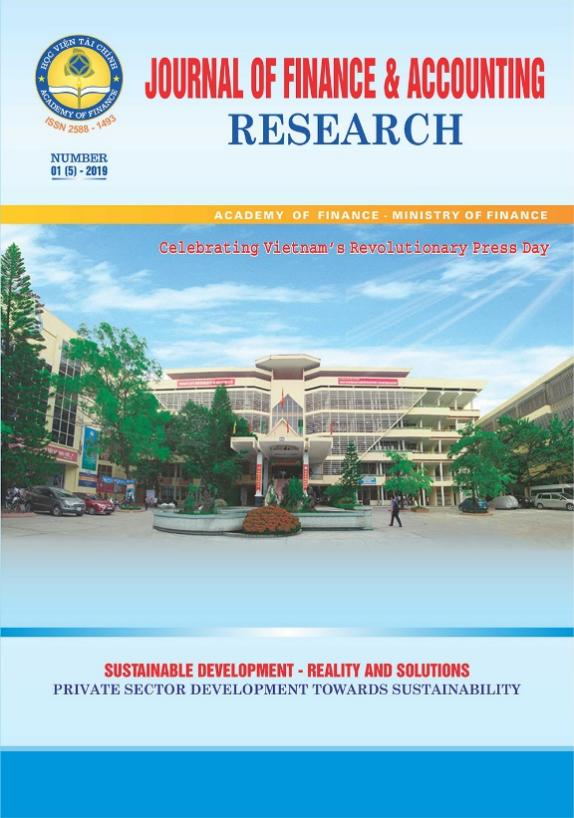 HỌC VIỆN TÀI CHÍNH
ACADEMY OF FINANCE
ISSN 2588 - 1493
JOURNAL OF FINANCE & ACCOUNTING
RESEARCH
NUMBER
01 (5) - 2019
ACADEMY OF FINANCE - MINISTRY OF FINANCE
Celebrating Vietnam's Revolutionary Press Day
SUSTAINABLE DEVELOPMENT - REALITY AND SOLUTIONS
PRIVATE SECTOR DEVELOPMENT TOWARDS SUSTAINABILITY